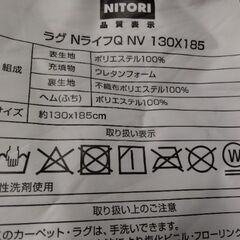 NITORI
品質表示
ラグ NライフQ NV 130X185
組成
表生地 ポリエステル100%
充填物 ウレタンフォーム
裏生地 不織布ポリエステル100%
ヘム(ふち) ポリエステル100%
サイズ 約130x185cm
取り扱い表示
性洗剤使用
取り扱い上のご注意
のカーペット・ラグは、手洗いできます。